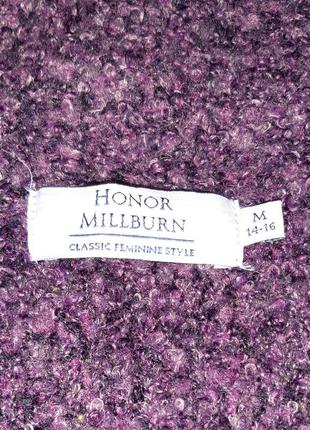 HONOR
MILLBURN
CLASSIC FEMININE STYLE
M
14-16